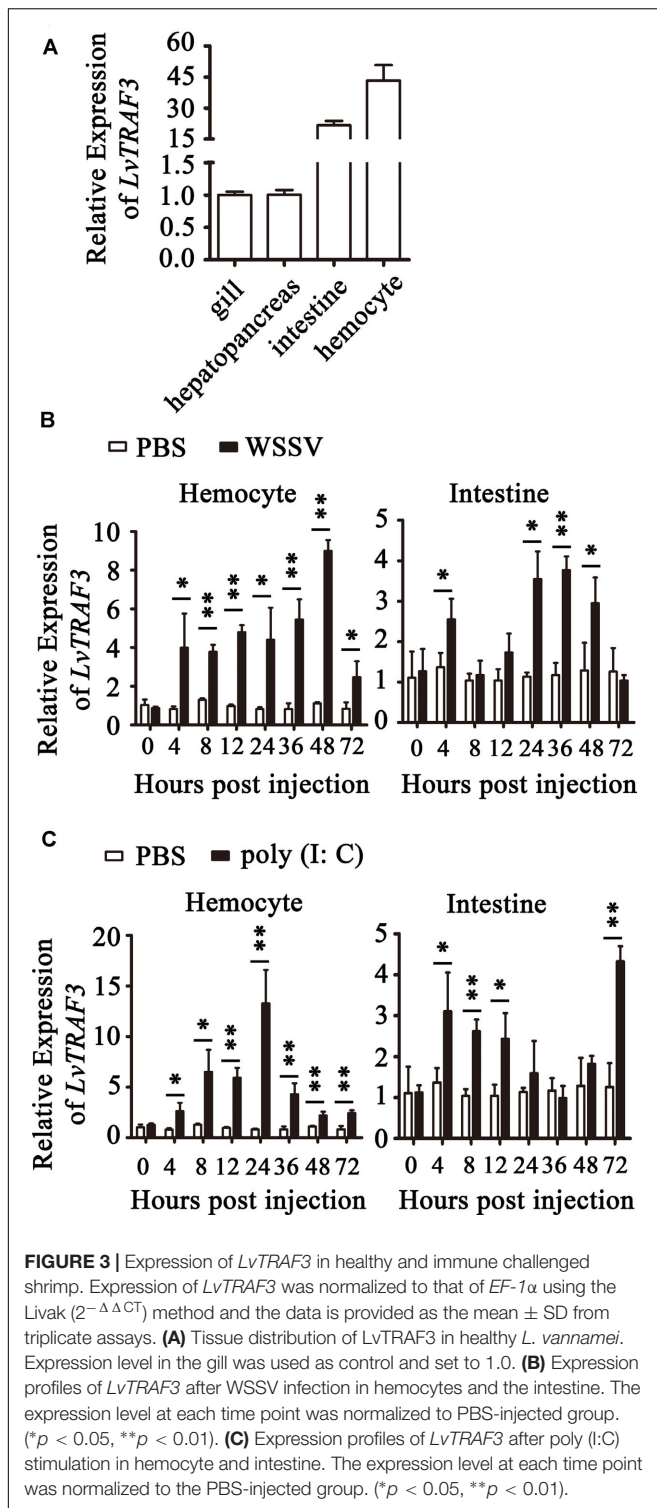 A
Relative Expression
of LvTRAF3
60
45
30
15
1.5
1.0
0.5
0.0
gill
hepatopancreas
intestine
hemocyte
B
PBS WSSV
Hemocyte
Relative Expression
of LvTRAF3
10
8
6
4
2
0
* ** ** * ** ** *
0 4 8 12 24 36 48 72
Hours post injection
Intestine
5
4
3
2
1
0
* * ** *
0 4 8 12 24 36 48 72
Hours post injection
C
PBS poly (I: C)
Hemocyte
Relative Expression
of LvTRAF3
20
15
10
5
0
* * ** ** ** ** **
0 4 8 12 24 36 48 72
Hours post injection
Intestine
5
4
3
2
1
0
* ** * **
0 4 8 12 24 36 48 72
Hours post injection
FIGURE 3 | Expression of LvTRAF3 in healthy and immune challenged
shrimp. Expression of LvTRAF3 was normalized to that of EF-1α using the
Livak (2−ΔΔCT) method and the data is provided as the mean ± SD from
triplicate assays. (A) Tissue distribution of LvTRAF3 in healthy L. vannamei.
Expression level in the gill was used as control and set to 1.0. (B) Expression
profiles of LvTRAF3 after WSSV infection in hemocytes and the intestine. The
expression level at each time point was normalized to PBS-injected group.
(*p < 0.05, **p < 0.01). (C) Expression profiles of LvTRAF3 after poly (I:C)
stimulation in hemocyte and intestine. The expression level at each time point
was normalized to the PBS-injected group. (*p < 0.05, **p < 0.01).